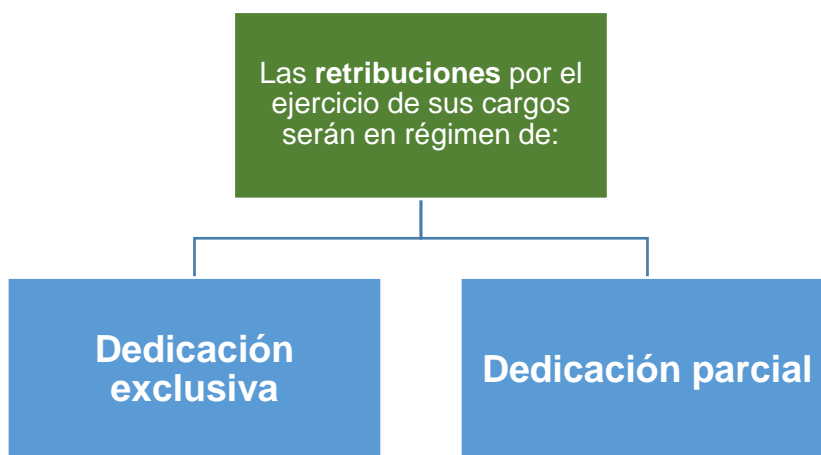 Las retribuciones por el
ejercicio de sus cargos
serán en régimen de:
Dedicación
exclusiva
Dedicación parcial